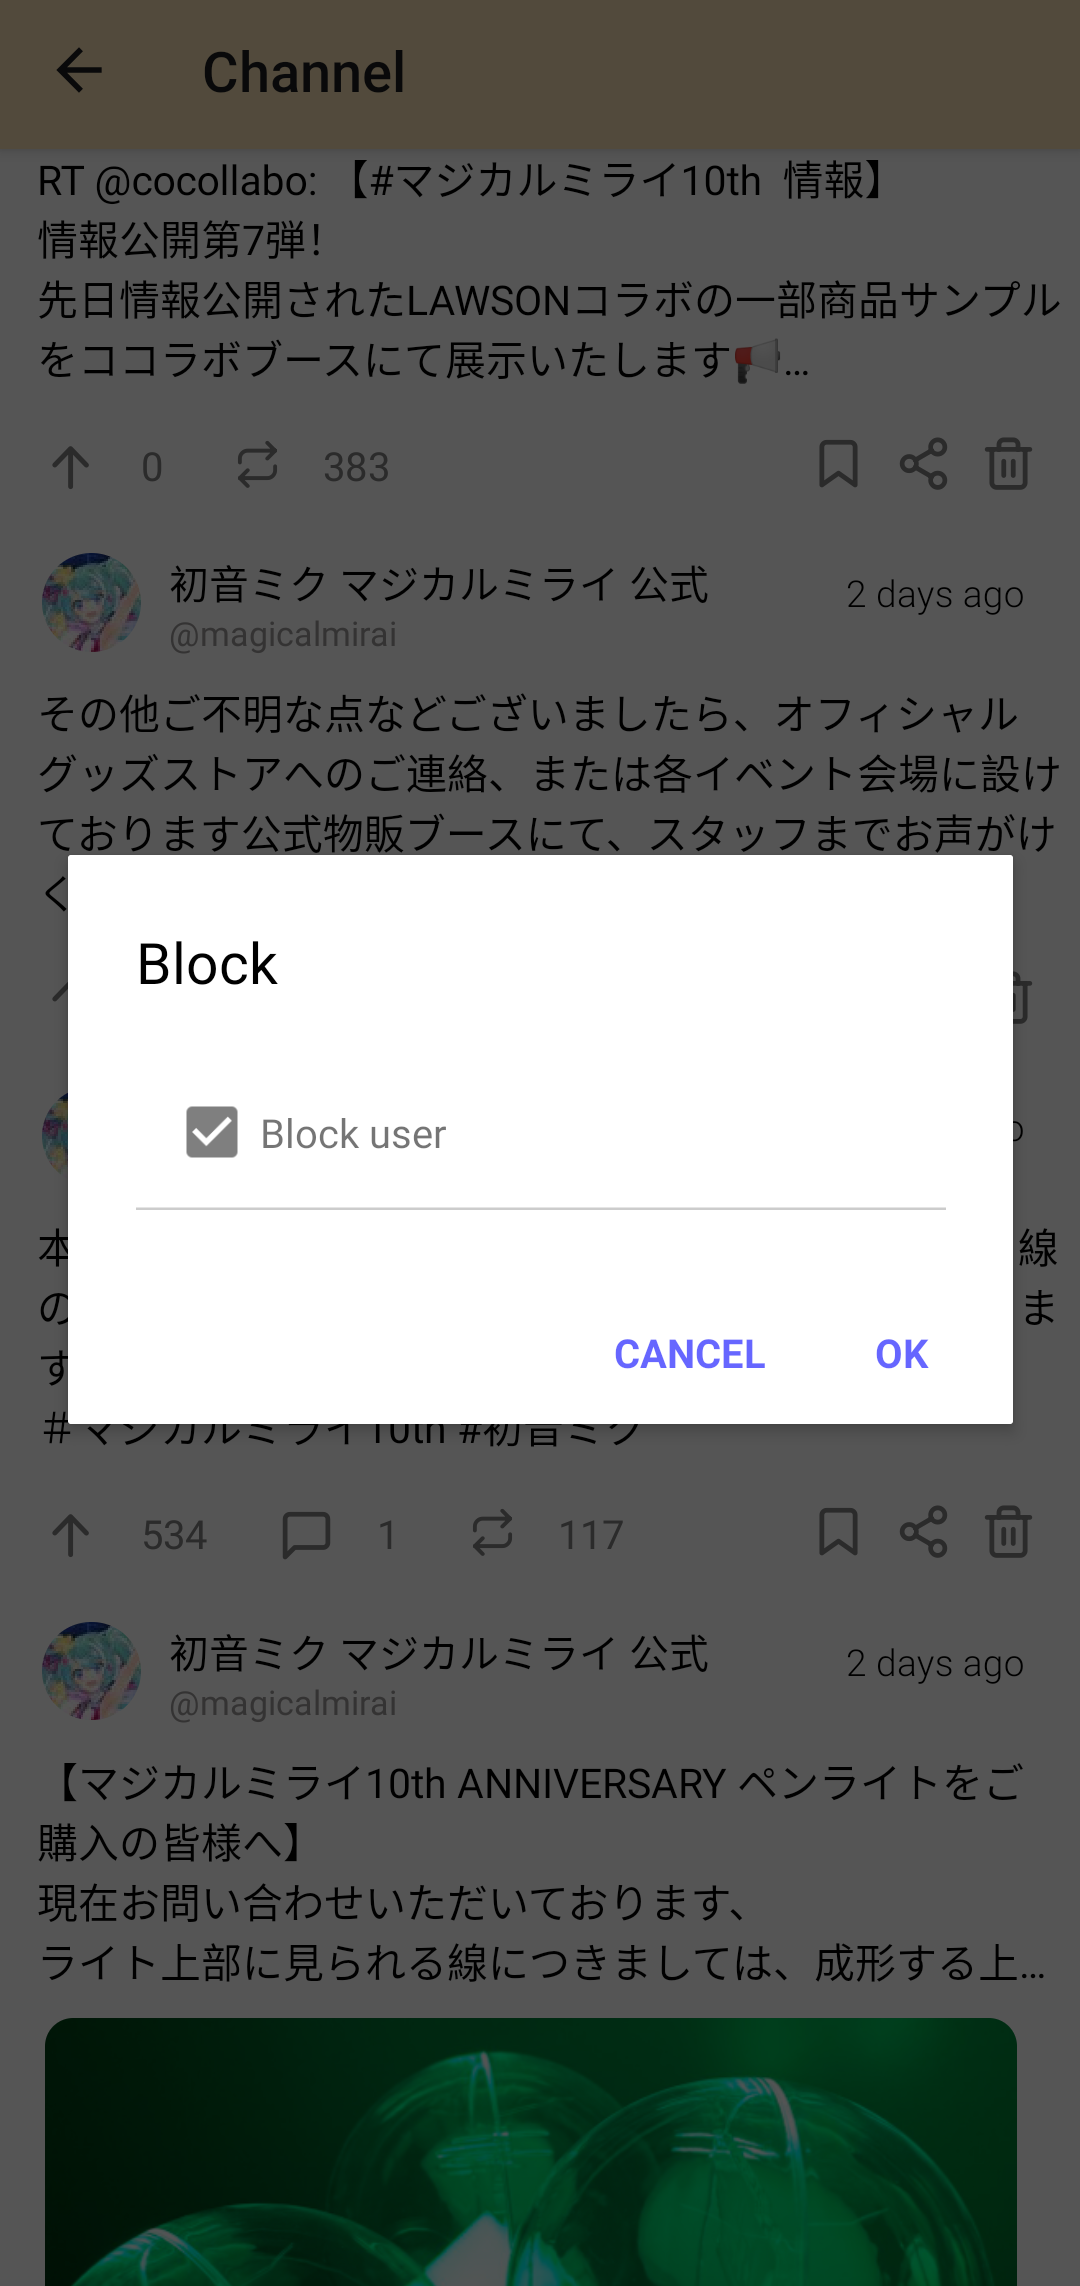 Channel
RT @cocollabo: 【#マジカルミライ10th 情報】
情報公開第7弾!
先日情報公開されたLAWSONコラボの一部商品サンプル
をココラボブースにて展示いたします📢...
0
383
初音ミク マジカルミライ 公式
2 days ago
@magicalmirai
その他ご不明な点などございましたら、オフィシャル
グッズストアへのご連絡、または各イベント会場に設け
ております公式物販ブースにて、スタッフまでお声がけ
く
Block
Block user
本
線
の
ま
す
CANCEL
OK
#マジカルミライ10th #初音ミク
534
1
117
初音ミク マジカルミライ 公式
2 days ago
@magicalmirai
【マジカルミライ10th ANNIVERSARY ペンライトをご
購入の皆様へ】
現在お問い合わせいただいております、
ライト上部に見られる線につきましては、成形する上...